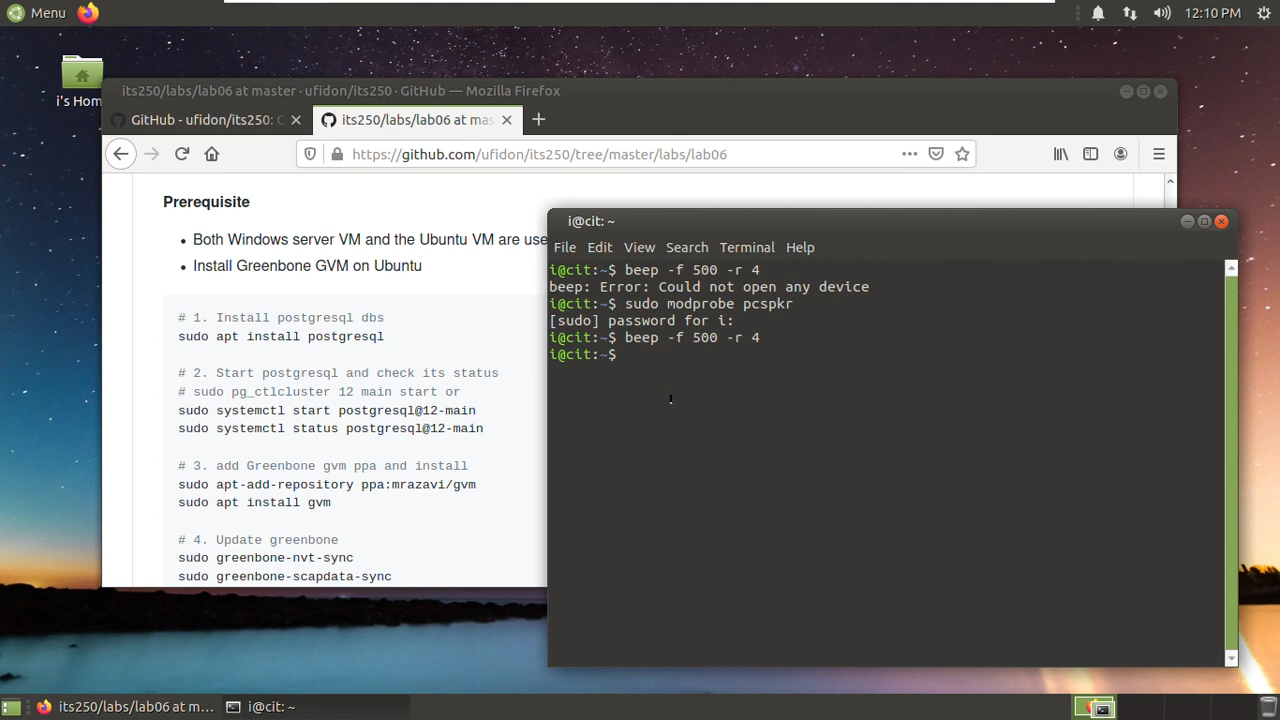 Menu
12:10 PM
i's Hom
its250/labs/lab06 at master · ufidon/its250 · GitHub — Mozilla Firefox
GitHub - ufidon/its250: C
its250/labs/lab06 at mas
https://github.com/ufidon/its250/tree/master/labs/lab06
Prerequisite
• Both Windows server VM and the Ubuntu VM are use
• Install Greenbone GVM on Ubuntu
# 1. Install postgresql dbs
sudo apt install postgresql
# 2. Start postgresql and check its status
# sudo pg_ctlcluster 12 main start or
sudo systemctl start postgresql@12-main
sudo systemctl status postgresql@12-main
# 3. add Greenbone gvm ppa and install
sudo apt-add-repository ppa:mrazavi/gvm
sudo apt install gvm
# 4. Update greenbone
sudo greenbone-nvt-sync
sudo greenbone-scapdata-sync
i@cit: ~
File Edit View Search Terminal Help
i@cit:~$ beep -f 500 -r 4
beep: Error: Could not open any device
i@cit:~$ sudo modprobe pcspkr
[sudo] password for i:
i@cit:~$ beep -f 500 -r 4
i@cit:~$
its250/labs/lab06 at m...
i@cit: ~